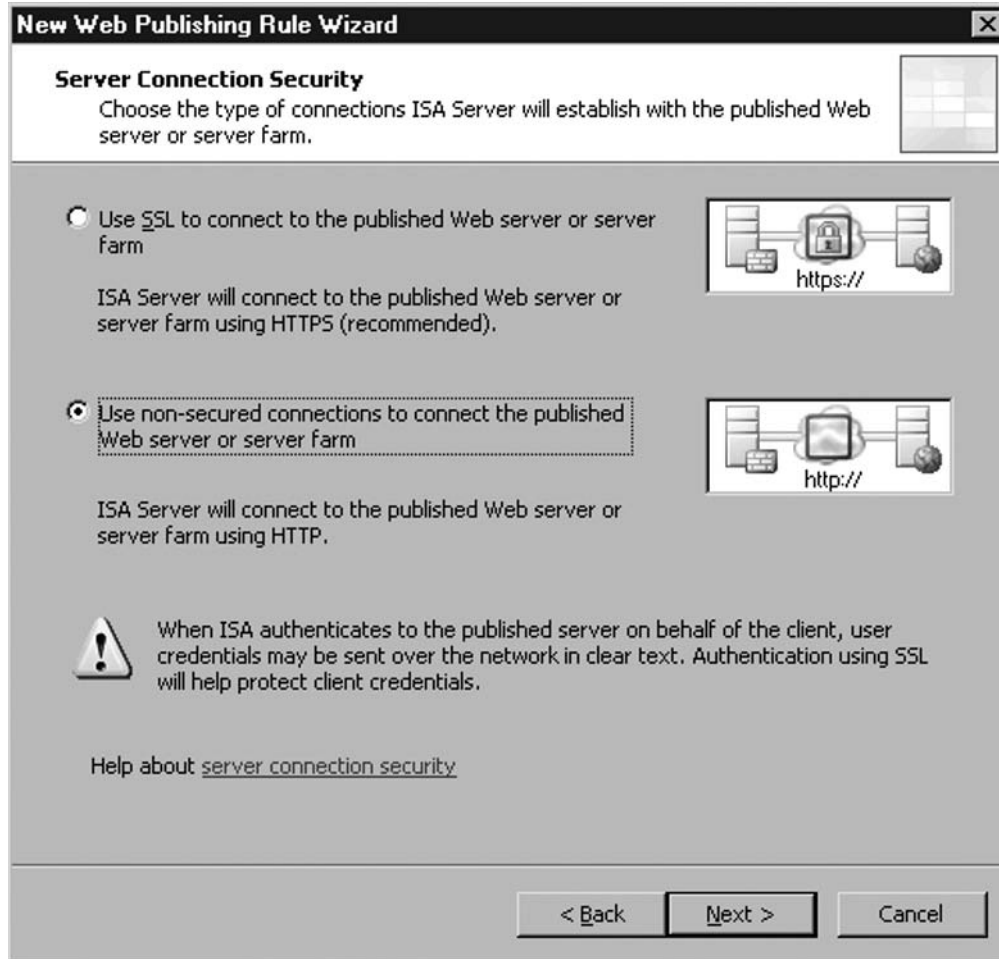 New Web Publishing Rule Wizard
Server Connection Security
Choose the type of connections ISA Server will establish with the published Web
server or server farm.
Use SSL to connect to the published Web server or server
farm
https://
ISA Server will connect to the published Web server or
server farm using HTTPS (recommended).
Use non-secured connections to connect the published
Web server or server farm
http://
ISA Server will connect to the published Web server or
server farm using HTTP.
When ISA authenticates to the published server on behalf of the client, user
credentials may be sent over the network in clear text. Authentication using SSL
will help protect client credentials.
Help about server connection security
< Back
Next >
Cancel